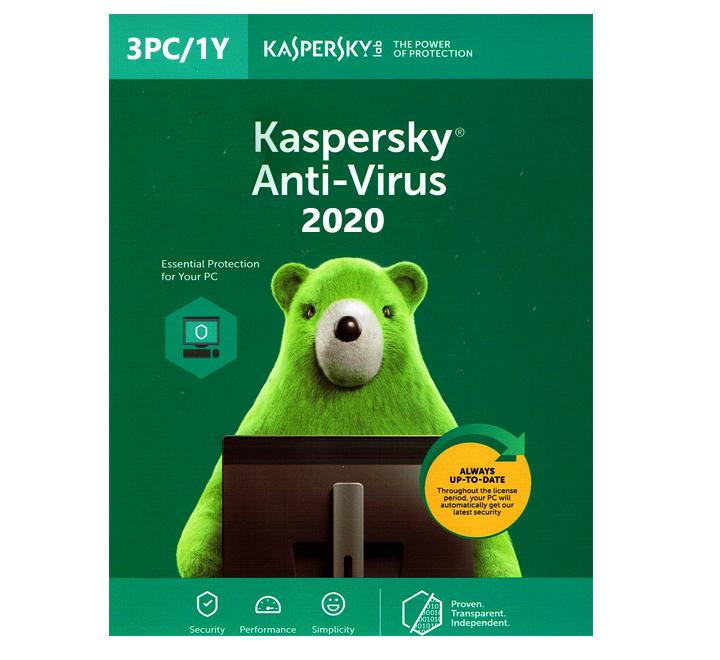 3PC/1Y
KASPERSKY lab
THE POWER
OF PROTECTION
Kaspersky®
Anti-Virus
2020
Essential Protection
for Your PC
ALWAYS
UP-TO-DATE
Throughout the license
period, your PC will
automatically get our
latest security
Security
Performance
Simplicity
Proven.
Transparent.
Independent.